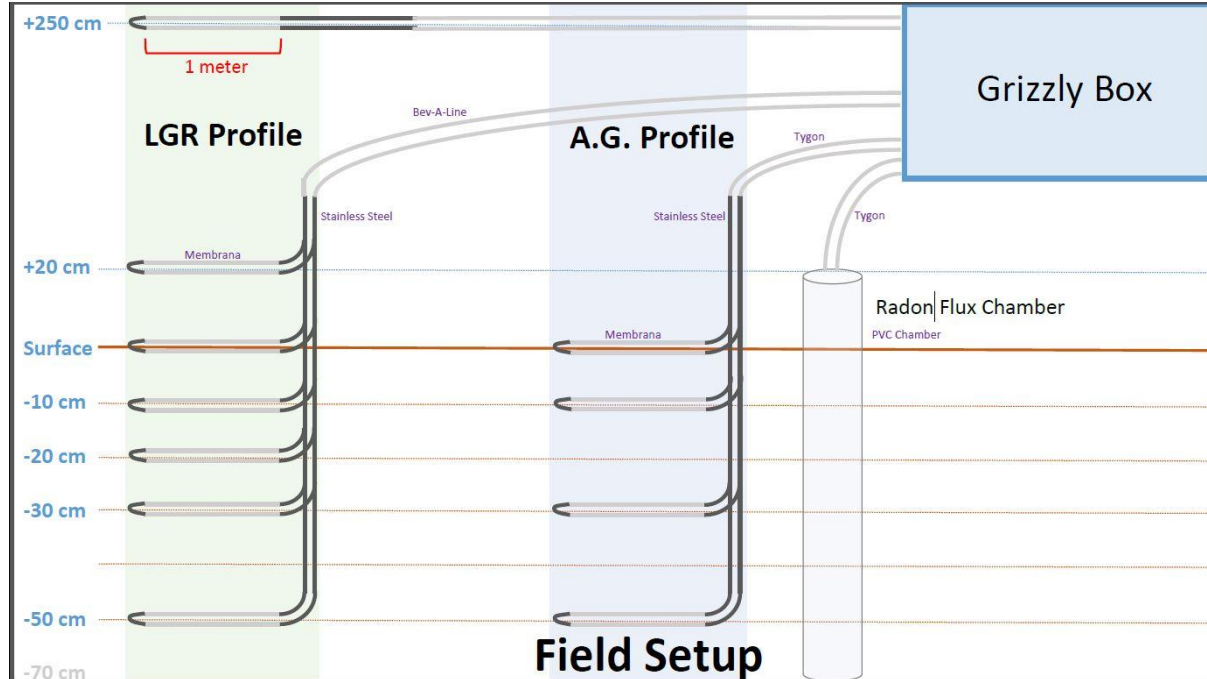 +250 cm
1 meter
Grizzly Box
Bev-A-Line
LGR Profile
A.G. Profile
Tygon
Stainless Steel
Stainless Steel
Tygon
Membrana
+20 cm
Radon Flux Chamber
Membrana
PVC Chamber
Surface
-10 cm
-20 cm
-30 cm
-50 cm
Field Setup
-70 cm